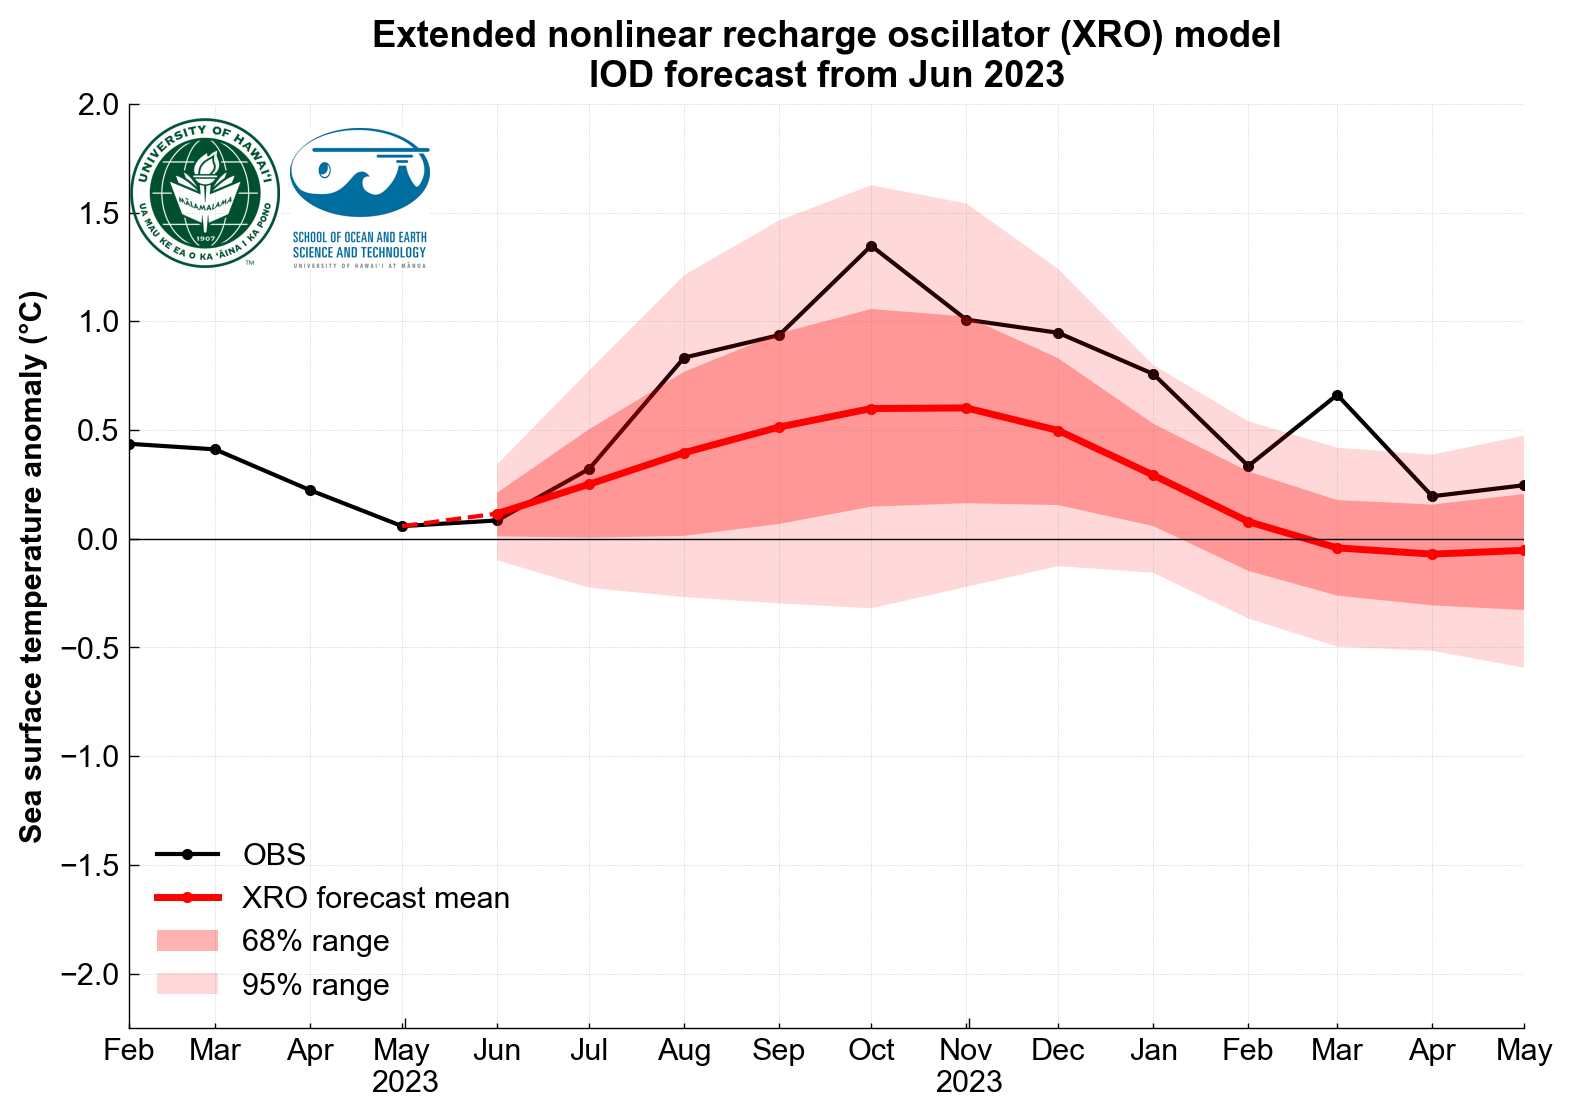 Extended nonlinear recharge oscillator (XRO) model
IOD forecast from Jun 2023
UNIVERSITY OF HAWAIʻI
MĀLAMALAMA
1907
UA MAU KE EA O KA ʻĀINA I KA PONO
TM
SCHOOL OF OCEAN AND EARTH
SCIENCE AND TECHNOLOGY
UNIVERSITY OF HAWAIʻI AT MĀNOA
Sea surface temperature anomaly (°C)
2.0
1.5
1.0
0.5
0.0
−0.5
−1.0
−1.5
−2.0
OBS
XRO forecast mean
68% range
95% range
Feb Mar Apr May Jun Jul Aug Sep Oct Nov Dec Jan Feb Mar Apr May
2023 2023